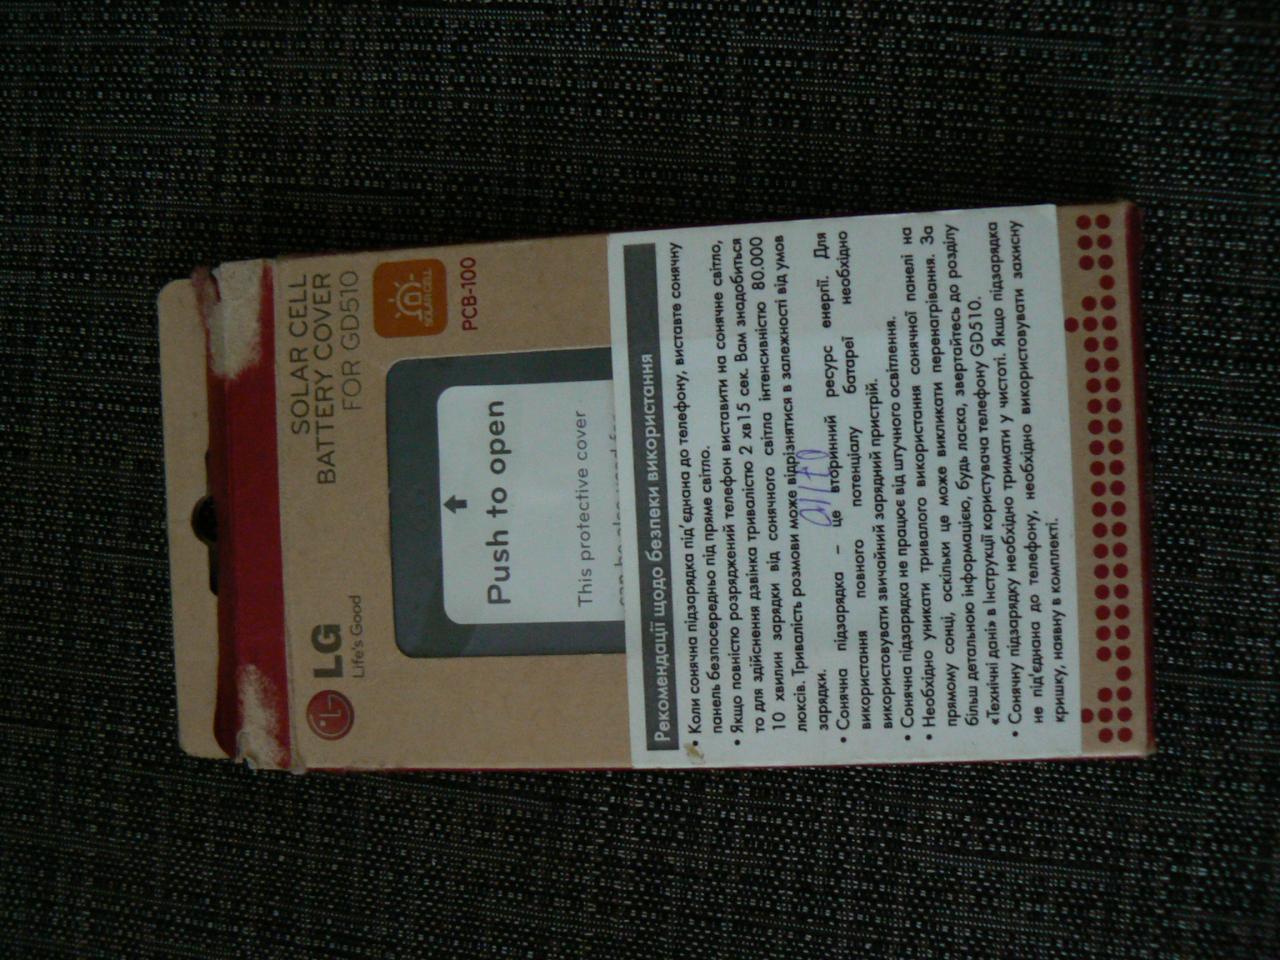 LG
Life's Good
SOLAR CELL
BATTERY COVER
FOR GD510
SOLAR CELL
PCB-100
Push to open
This protective cover
Рекомендації щодо безпеки використання
• Коли сонячна підзарядка під'єднана до телефону, виставте сонячну
панель безпосередньо під пряме світло.
• Якщо повністю розряджений телефон виставити на сонячне світло,
то для здійснення дзвінка тривалістю 2 хв15 сек. Вам знадобиться
10 хвилин зарядки від сонячного світла інтенсивністю 80.000
люксів. Тривалість розмови може відрізнятися в залежності від умов
зарядки.
• Сонячна підзарядка – це вторинний ресурс енергії. Для
використання повного потенціалу батареї необхідно
використовувати звичайний зарядний пристрій.
• Сонячна підзарядка не працює від штучного освітлення.
• Необхідно уникати тривалого використання сонячної панелі на
прямому сонці, оскільки це може викликати перенагрівання. За
більш детальною інформацією, будь ласка, звертайтесь до розділу
«Технічні дані» в Інструкції користувача телефону GD510.
• Сонячну підзарядку необхідно тримати у чистоті. Якщо підзарядка
не під'єднана до телефону, необхідно використовувати захисну
кришку, наявну в комплекті.